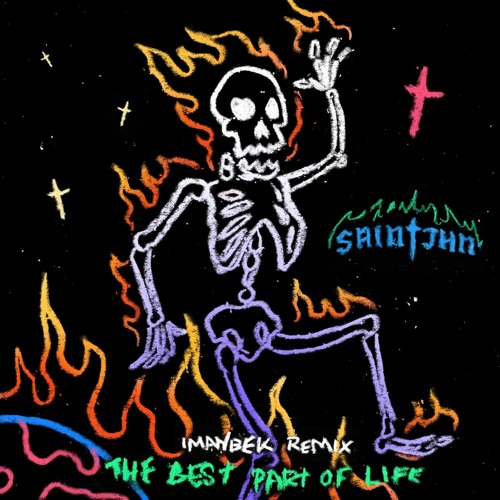 SAINt JHN
IMANBEK REMIX
THE BEST PART OF LIFE